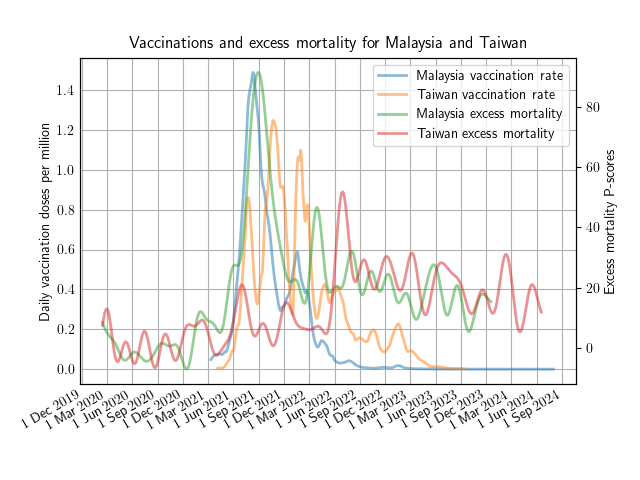 Vaccinations and excess mortality for Malaysia and Taiwan
Malaysia vaccination rate
Taiwan vaccination rate
Malaysia excess mortality
Taiwan excess mortality
Daily vaccination doses per million
1.4
1.2
1.0
0.8
0.6
0.4
0.2
0.0
80
60
40
20
0
Excess mortality P-scores
1 Dec 2019
1 Mar 2020
1 Jun 2020
1 Sep 2020
1 Dec 2020
1 Mar 2021
1 Jun 2021
1 Sep 2021
1 Dec 2021
1 Mar 2022
1 Jun 2022
1 Sep 2022
1 Dec 2022
1 Mar 2023
1 Jun 2023
1 Sep 2023
1 Dec 2023
1 Mar 2024
1 Jun 2024
1 Sep 2024